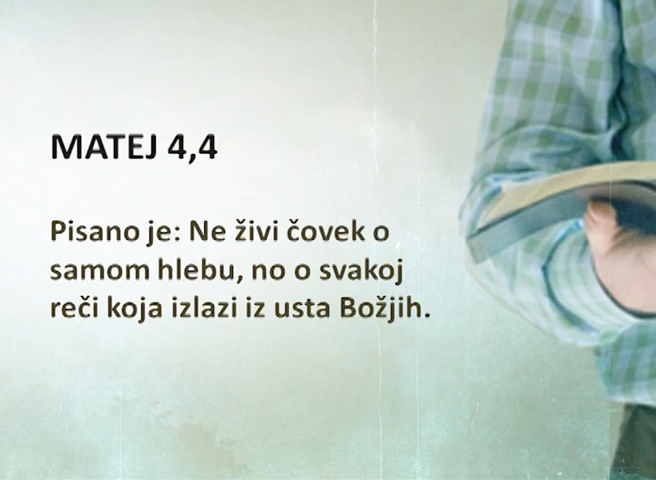 MATEJ 4,4
Pisano je: Ne živi čovek o
samom hlebu, no o svakoj
reči koja izlazi iz usta Božjih.